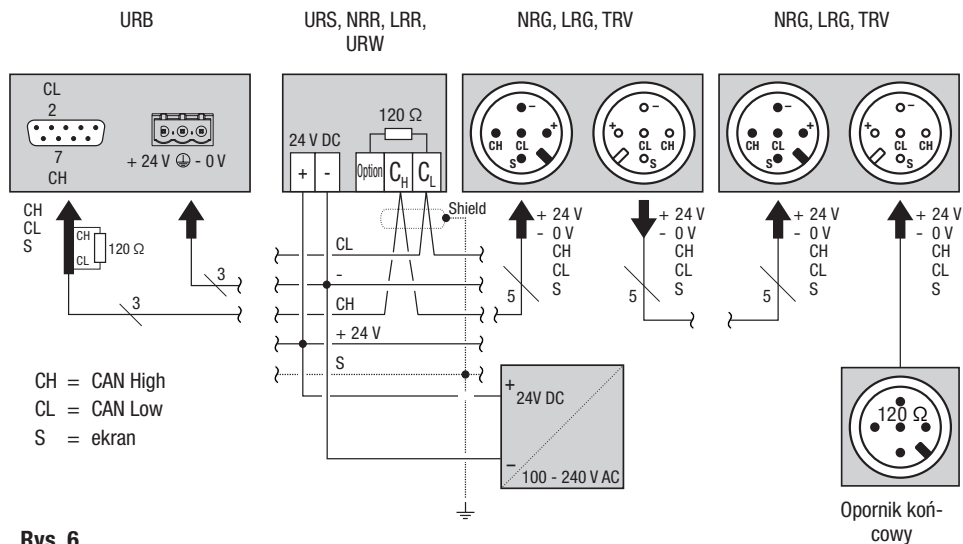 URB
URS, NRR, LRR,
URW
NRG, LRG, TRV
NRG, LRG, TRV
CL
2
7
CH
+ 24 V - 0 V
24 V DC
120 Ω
+ -
Option
CH
CL
-
+
CH CL
S
-
+
CL CH
S
-
+
CH CL
S
-
+
CL CH
S
CH
CL
S
CH
CL
120 Ω
3
3
Shield
CL
-
CH
+ 24 V
S
+ 24 V
- 0 V
CH
CL
S
5
+ 24 V
- 0 V
CH
CL
S
5
+ 24 V
- 0 V
CH
CL
S
5
+ 24 V
- 0 V
CH
CL
S
CH = CAN High
CL = CAN Low
S = ekran
+
24V DC
-
100 - 240 V AC
120 Ω
Opornik koń-
cowy
Rys. 6